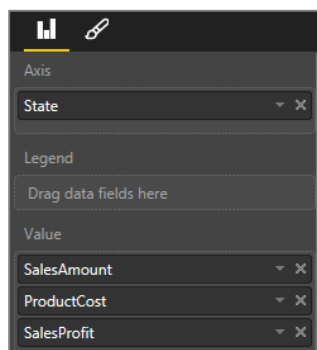 Axis
State
Legend
Drag data fields here
Value
SalesAmount
ProductCost
SalesProfit